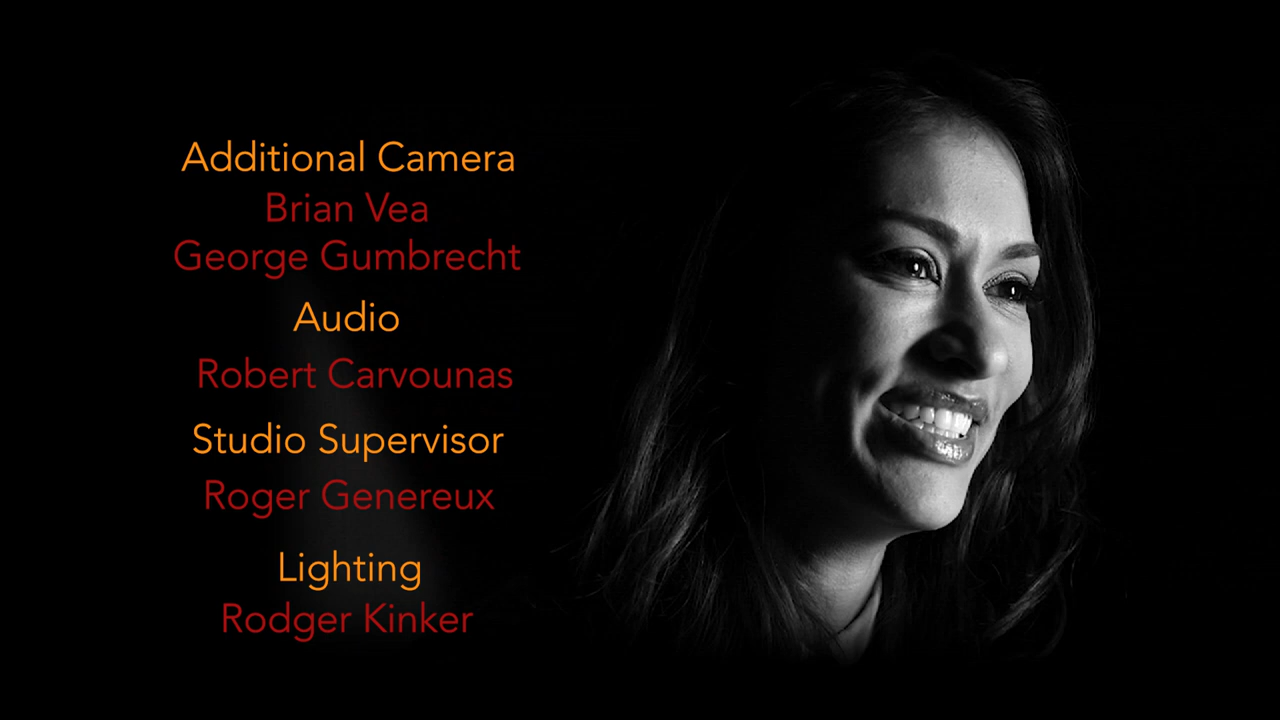 Additional Camera
Brian Vea
George Gumbrecht
Audio
Robert Carvounas
Studio Supervisor
Roger Genereux
Lighting
Rodger Kinker